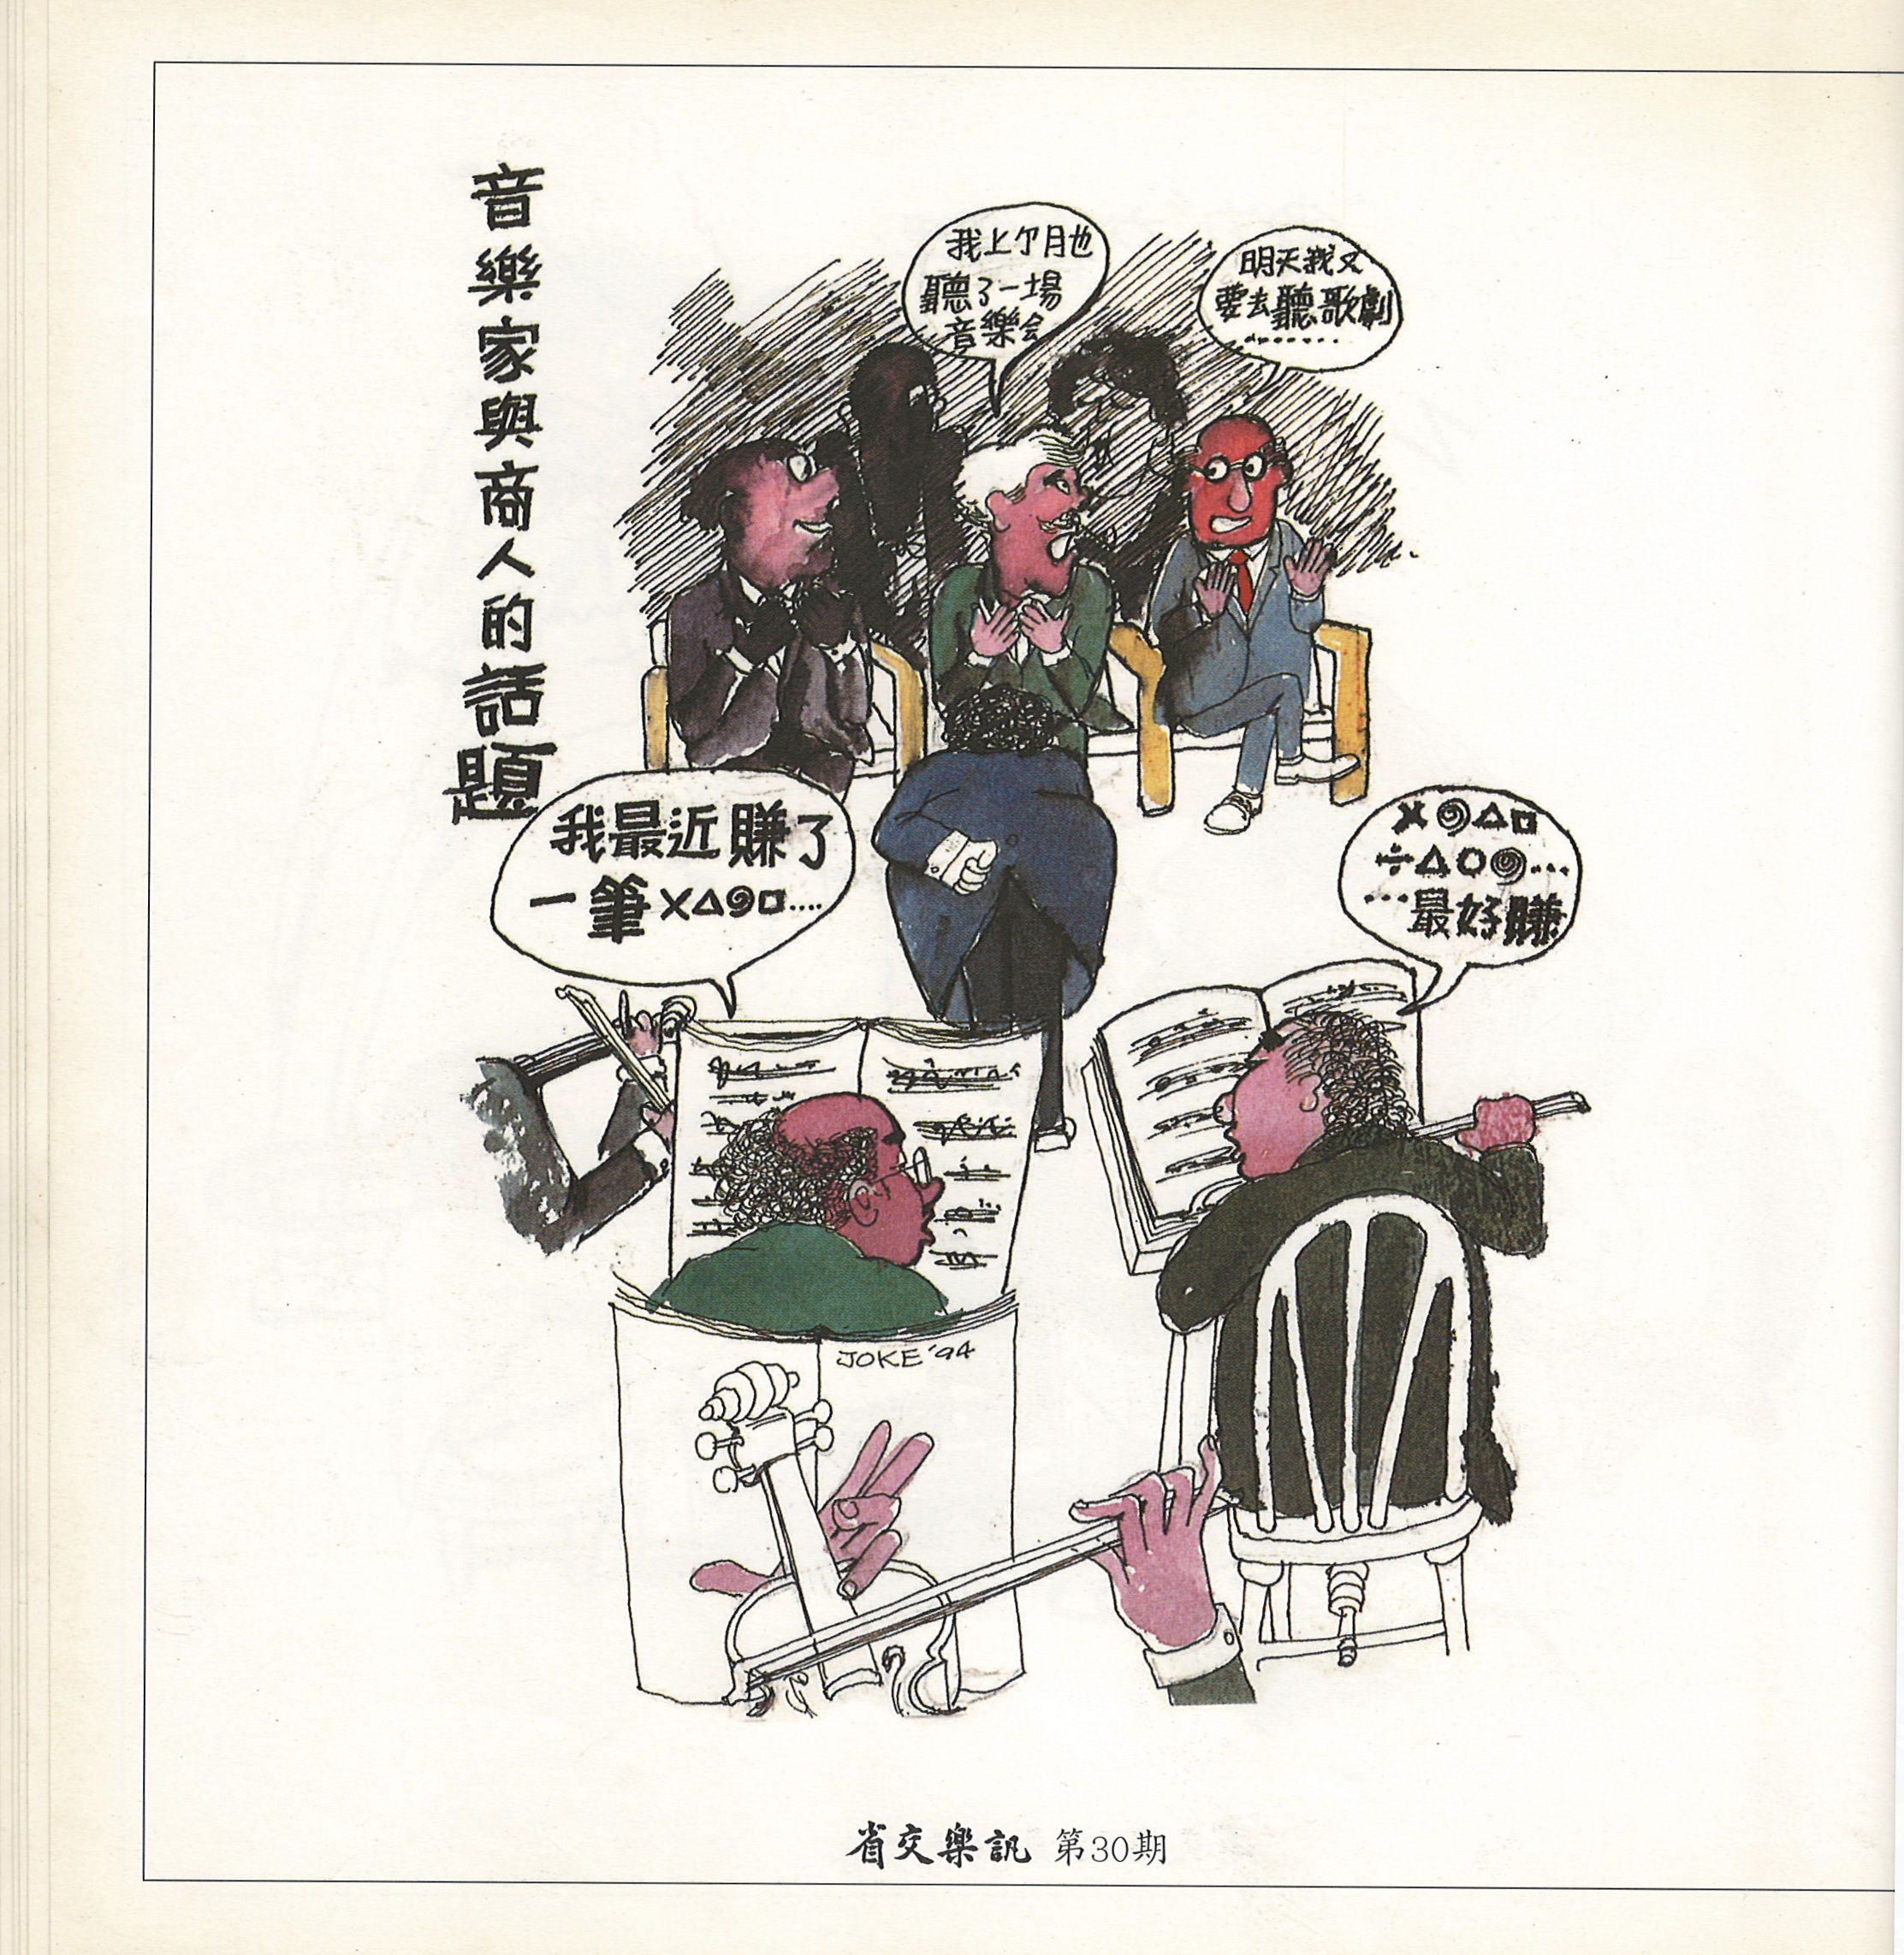 音樂家與商人的話題
我上个月也
聽了一場
音樂会
明天我又
要去聽歌劇
.......
我最近賺了
一筆X△@□....
X@△□
÷△○@...
...最好賺
JOKE '94
省交樂訊 第30期